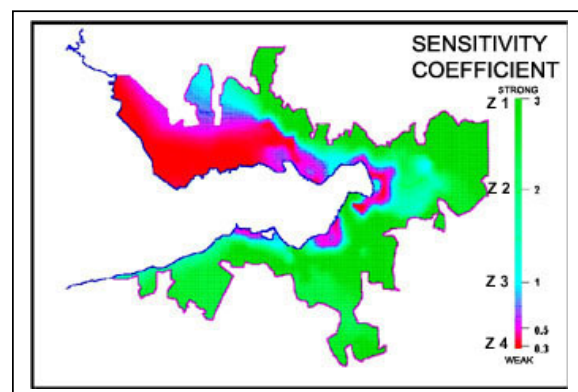 SENSITIVITY
COEFFICIENT
STRONG
Z 1
3
Z 2
2
Z 3
1
0.5
Z 4
0.3
WEAK